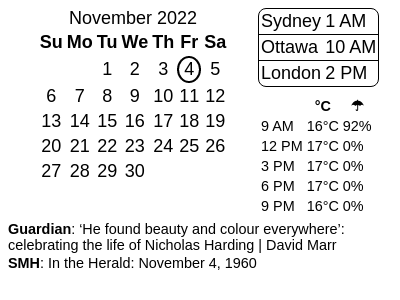 November 2022
Su Mo Tu We Th Fr Sa
1 2 3 4 5
6 7 8 9 10 11 12
13 14 15 16 17 18 19
20 21 22 23 24 25 26
27 28 29 30
Sydney 1 AM
Ottawa 10 AM
London 2 PM
°C ☂
9 AM 16°C 92%
12 PM 17°C 0%
3 PM 17°C 0%
6 PM 17°C 0%
9 PM 16°C 0%
Guardian: ‘He found beauty and colour everywhere’:
celebrating the life of Nicholas Harding | David Marr
SMH: In the Herald: November 4, 1960